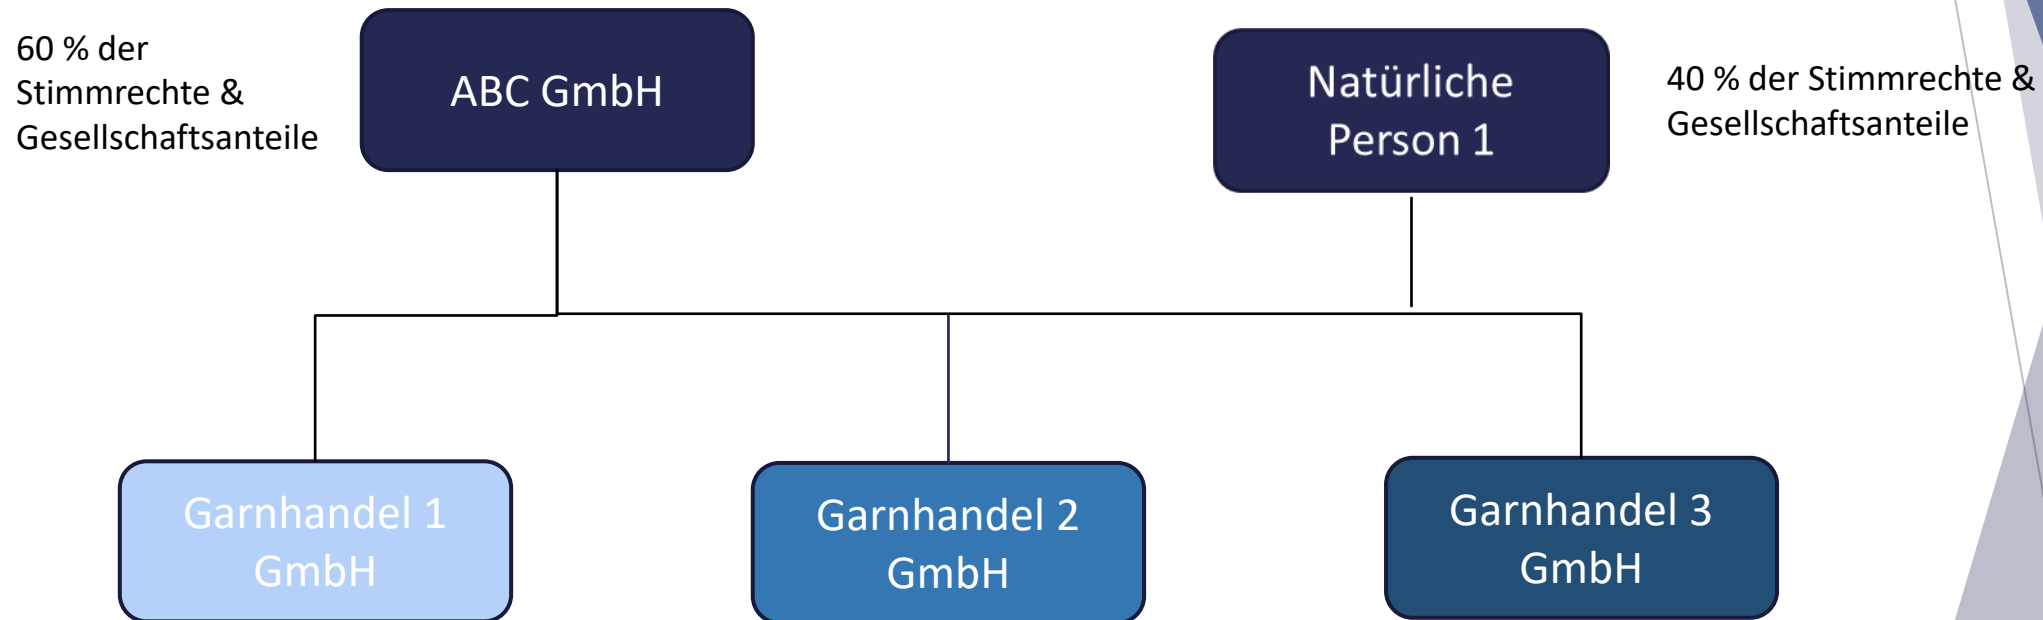 60 % der
Stimmrechte &
Gesellschaftsanteile
ABC GmbH
Natürliche
Person 1
40 % der Stimmrechte &
Gesellschaftsanteile
Garnhandel 1
GmbH
Garnhandel 2
GmbH
Garnhandel 3
GmbH